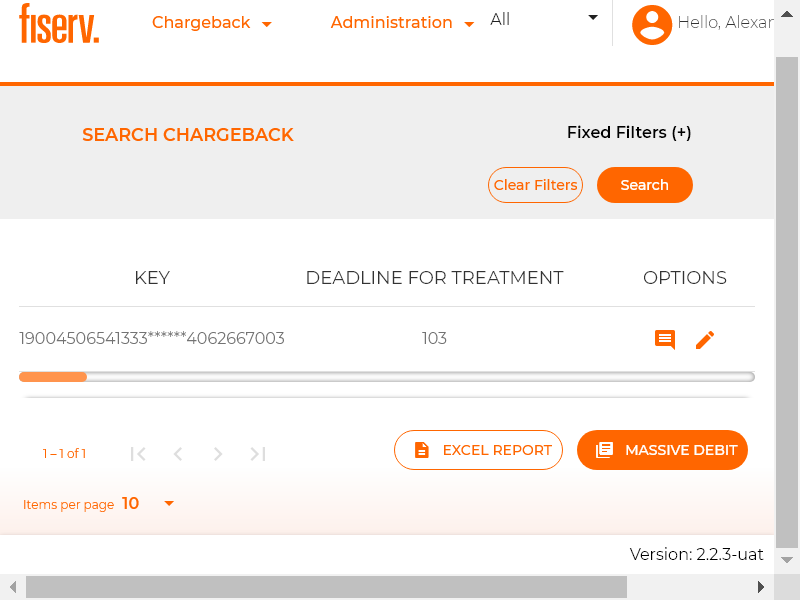 fiserv.
Chargeback
Administration
All
Hello, Alexan
SEARCH CHARGEBACK
Fixed Filters (+)
Clear Filters
Search
KEY DEADLINE FOR TREATMENT OPTIONS
19004506541333******4062667003 103
1 – 1 of 1
EXCEL REPORT
MASSIVE DEBIT
Items per page 10
Version: 2.2.3-uat